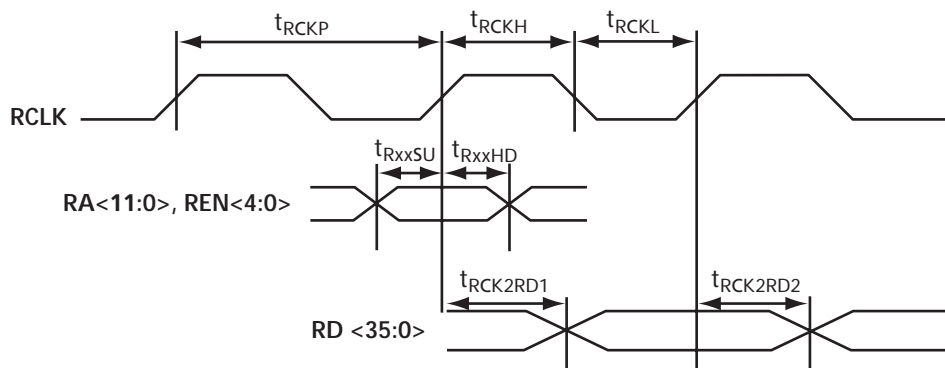 tRCKP tRCKH tRCKL
RCLK
tRxxSU tRxxHD
RA<11:0>, REN<4:0>
tRCK2RD1 tRCK2RD2
RD <35:0>